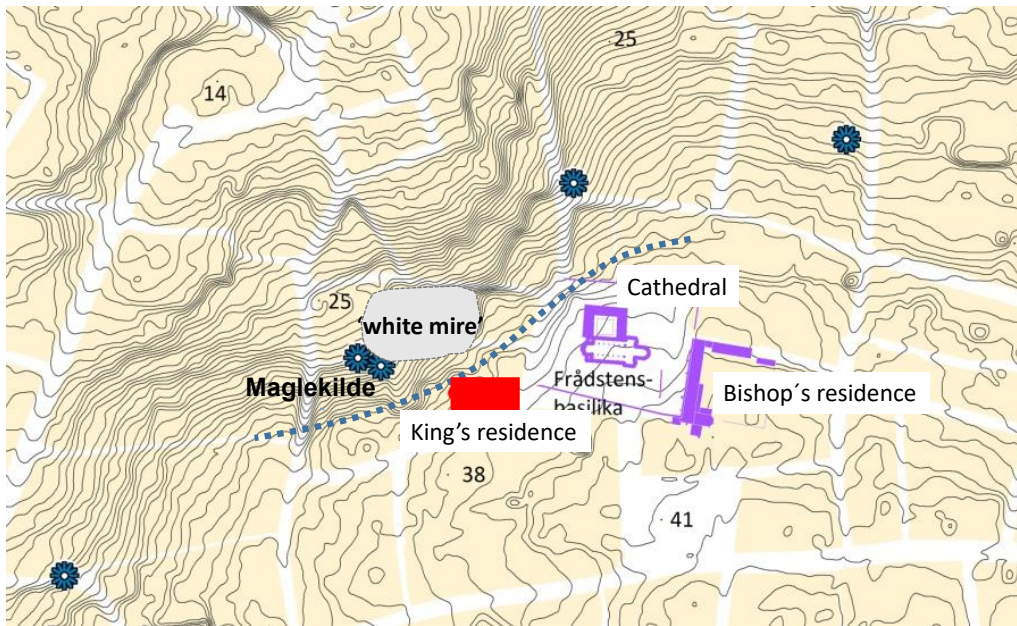 25
14
Cathedral
25
'white mire'
Maglekilde
Frådstens-
basilika
Bishop´s residence
King's residence
38
41